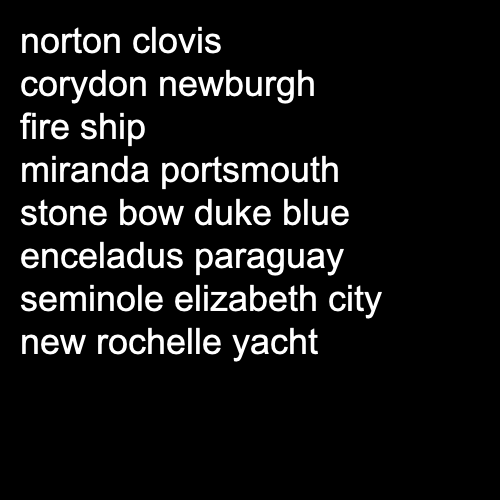 norton clovis
corydon newburgh
fire ship
miranda portsmouth
stone bow duke blue
enceladus paraguay
seminole elizabeth city
new rochelle yacht